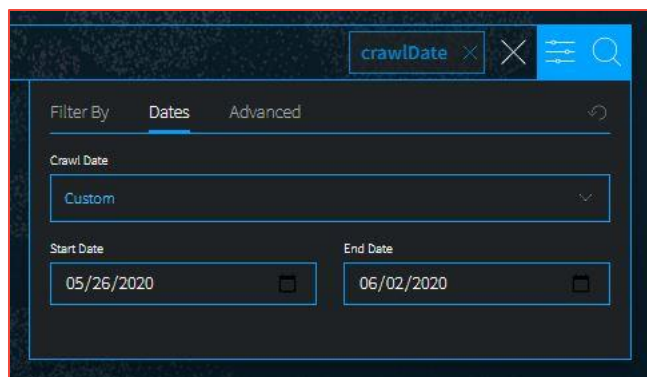 crawlDate
Filter By Dates Advanced
Crawl Date
Custom
Start Date End Date
05/26/2020 06/02/2020